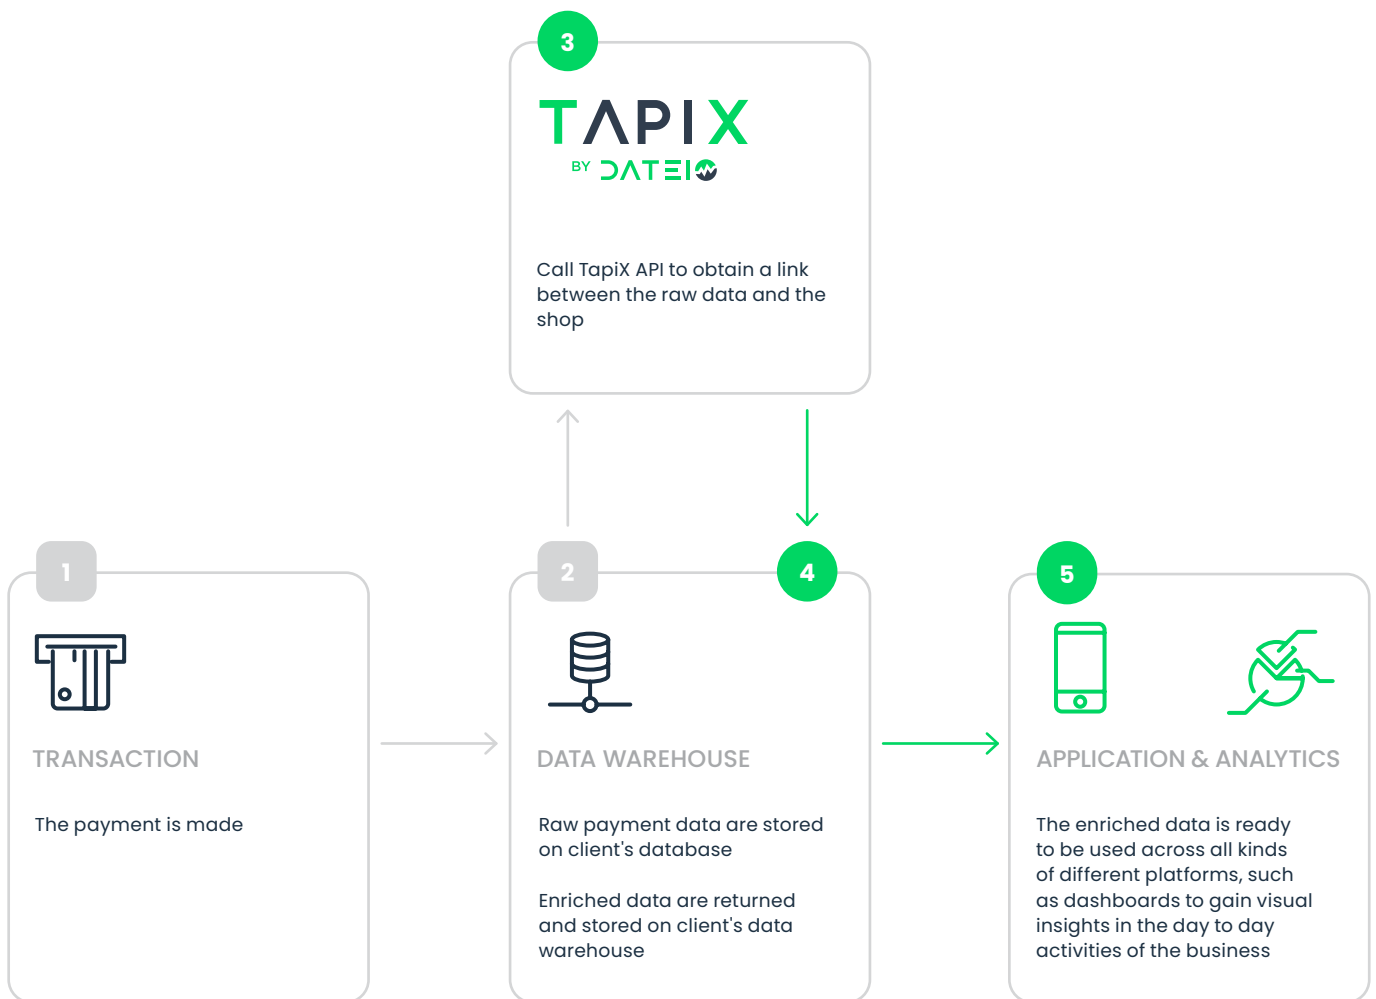 3
TAPIX
BY DATEIO
Call TapiX API to obtain a link
between the raw data and the
shop
1
TRANSACTION
The payment is made
2
4
DATA WAREHOUSE
Raw payment data are stored
on client's database
Enriched data are returned
and stored on client's data
warehouse
5
APPLICATION & ANALYTICS
The enriched data is ready
to be used across all kinds
of different platforms, such
as dashboards to gain visual
insights in the day to day
activities of the business